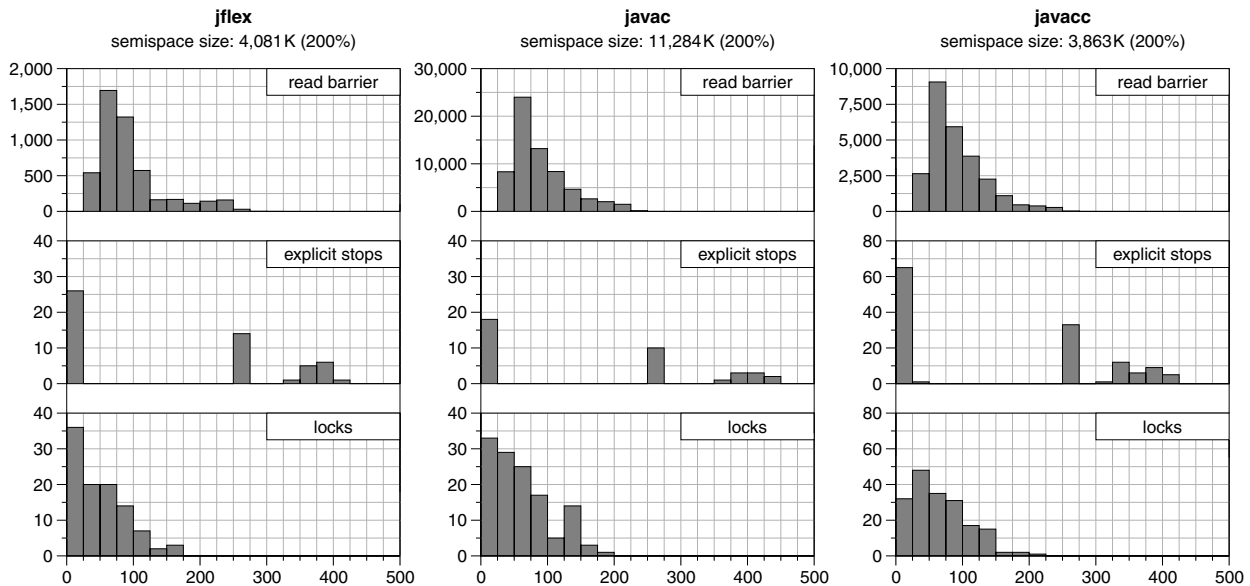 jflex
semispace size: 4,081K (200%)
2,000
read barrier
1,500
1,000
500
0
40
explicit stops
30
20
10
0
40
locks
30
20
10
0
0 100 200 300 400 500
javac
semispace size: 11,284K (200%)
30,000
read barrier
20,000
10,000
0
40
explicit stops
30
20
10
0
40
locks
30
20
10
0
0 100 200 300 400 500
javacc
semispace size: 3,863K (200%)
10,000
read barrier
7,500
5,000
2,500
0
80
explicit stops
60
40
20
0
80
locks
60
40
20
0
0 100 200 300 400 500